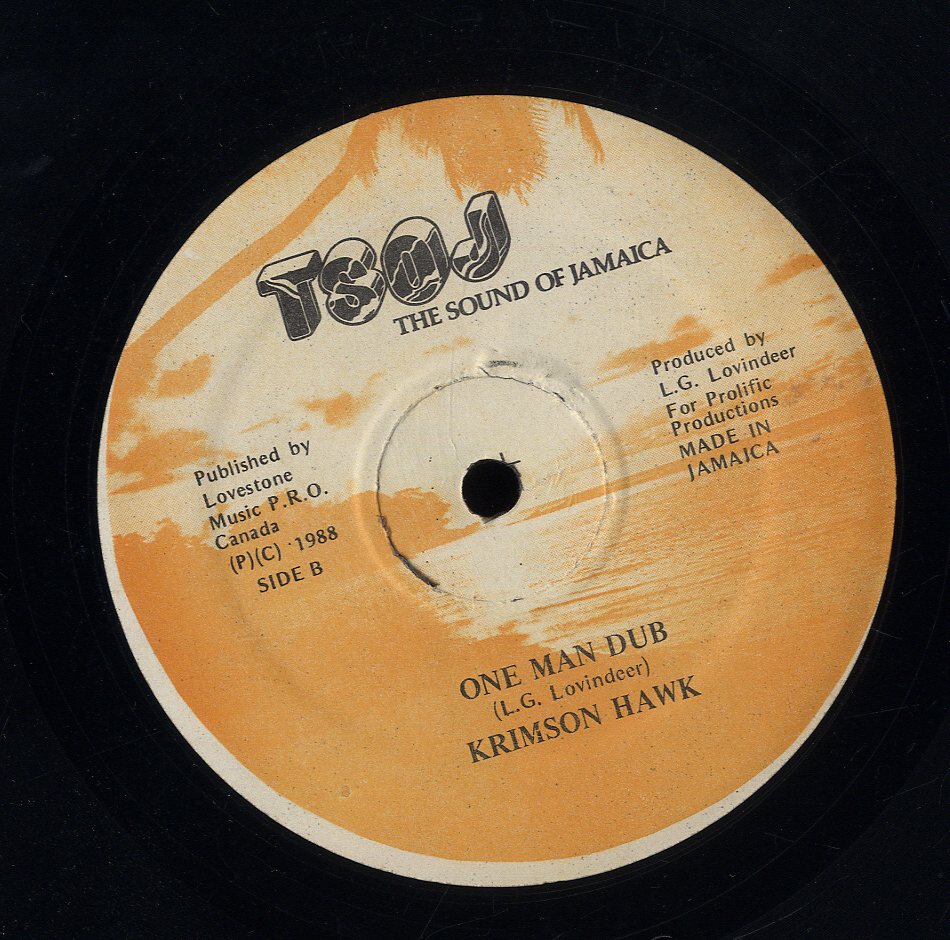 TSOJ
THE SOUND OF JAMAICA
Produced by
L.G. Lovindeer
For Prolific
Productions
MADE IN
JAMAICA
Published by
Lovestone
Music P.R.O.
Canada
(P)(C) 1988
SIDE B
ONE MAN DUB
(L.G. Lovindeer)
KRIMSON HAWK